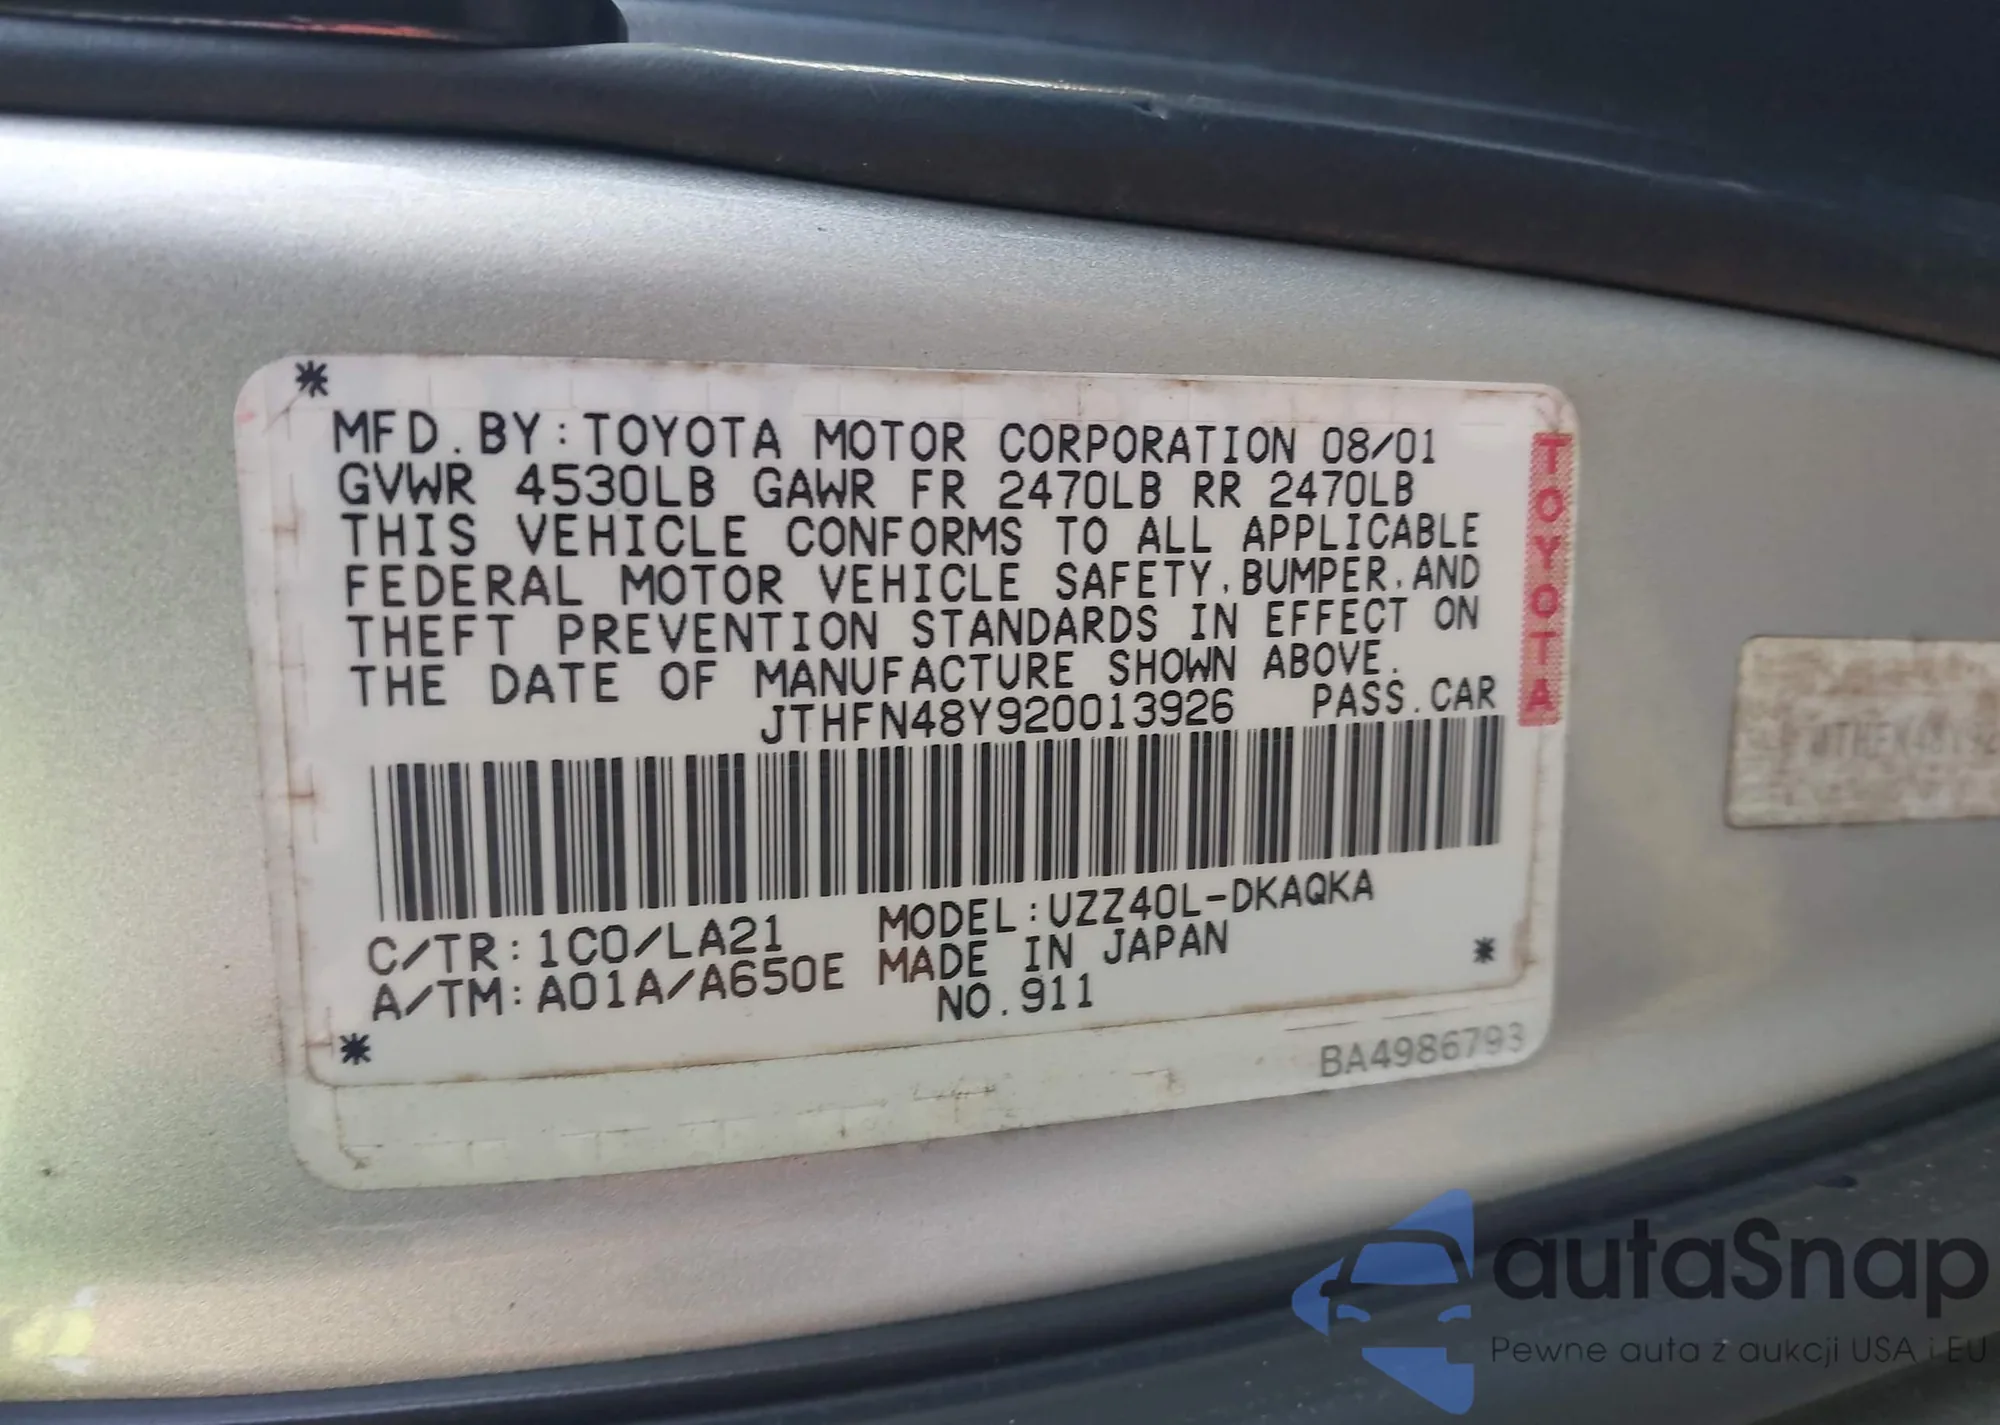 MFD. BY: TOYOTA MOTOR CORPORATION 08/01
GVWR 4530LB GAWR FR 2470LB RR 2470LB
THIS VEHICLE CONFORMS TO ALL APPLICABLE
FEDERAL MOTOR VEHICLE SAFETY, BUMPER, AND
THEFT PREVENTION STANDARDS IN EFFECT ON
THE DATE OF MANUFACTURE SHOWN ABOVE.
JTHFN48Y920013926 PASS. CAR
C/TR: 1C0/LA21 MODEL: UZZ40L-DKAQKA
A/TM: A01A/A650E MADE IN JAPAN
NO. 911
BA4986793
TOYOTA
autaSnap
Pewne auta z aukcji USA i EU